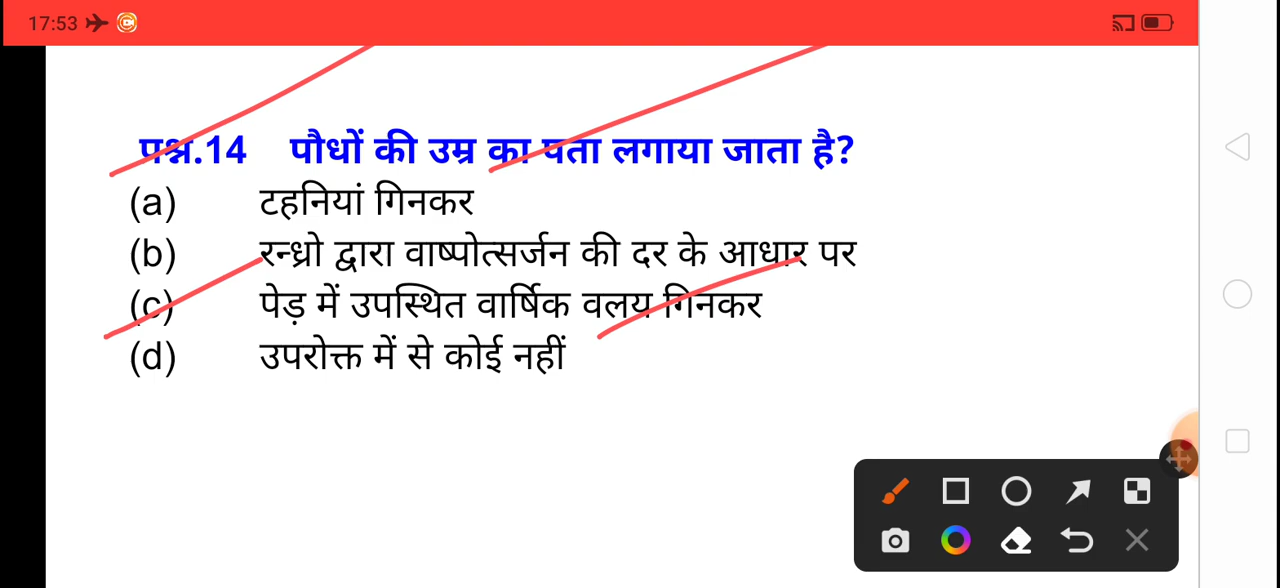 17:53
प्रश्न.14 पौधों की उम्र का पता लगाया जाता है?
(a) टहनियां गिनकर
(b) रन्ध्रो द्वारा वाष्पोत्सर्जन की दर के आधार पर
(c) पेड़ में उपस्थित वार्षिक वलय गिनकर
(d) उपरोक्त में से कोई नहीं